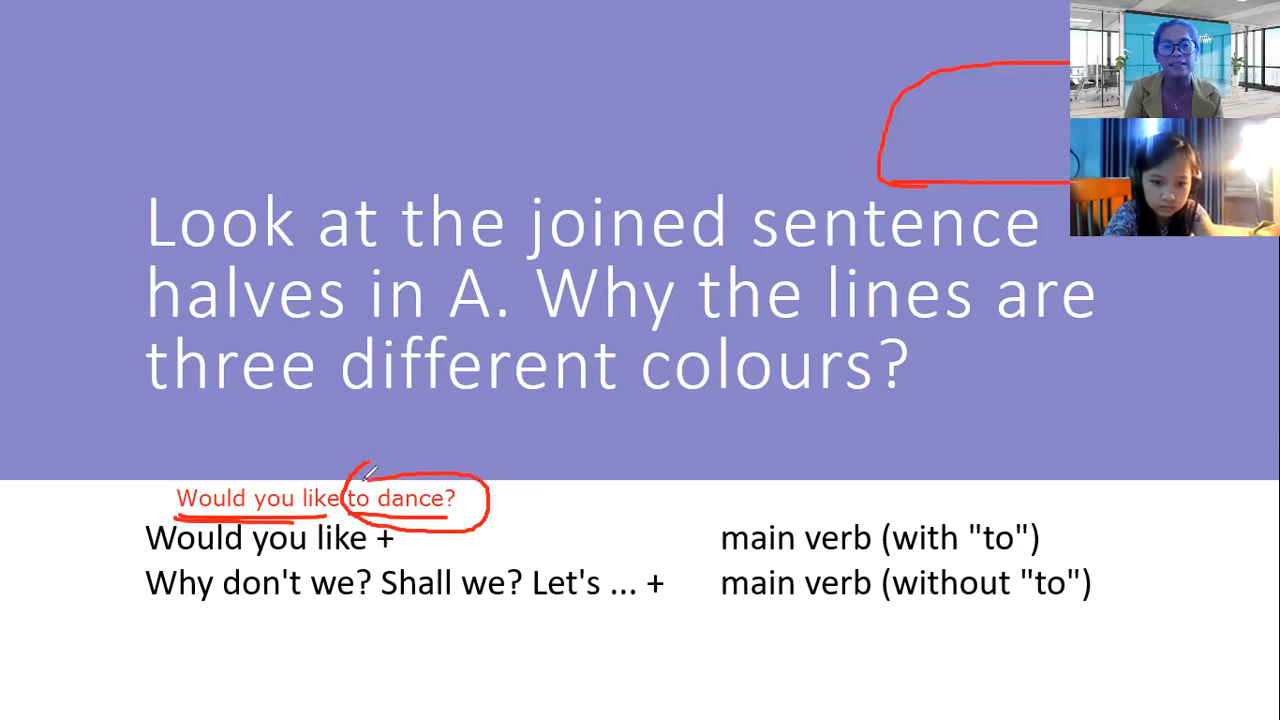 Look at the joined sentence
halves in A. Why the lines are
three different colours?
Would you like to dance?
Would you like + main verb (with "to")
Why don't we? Shall we? Let's ... + main verb (without "to")